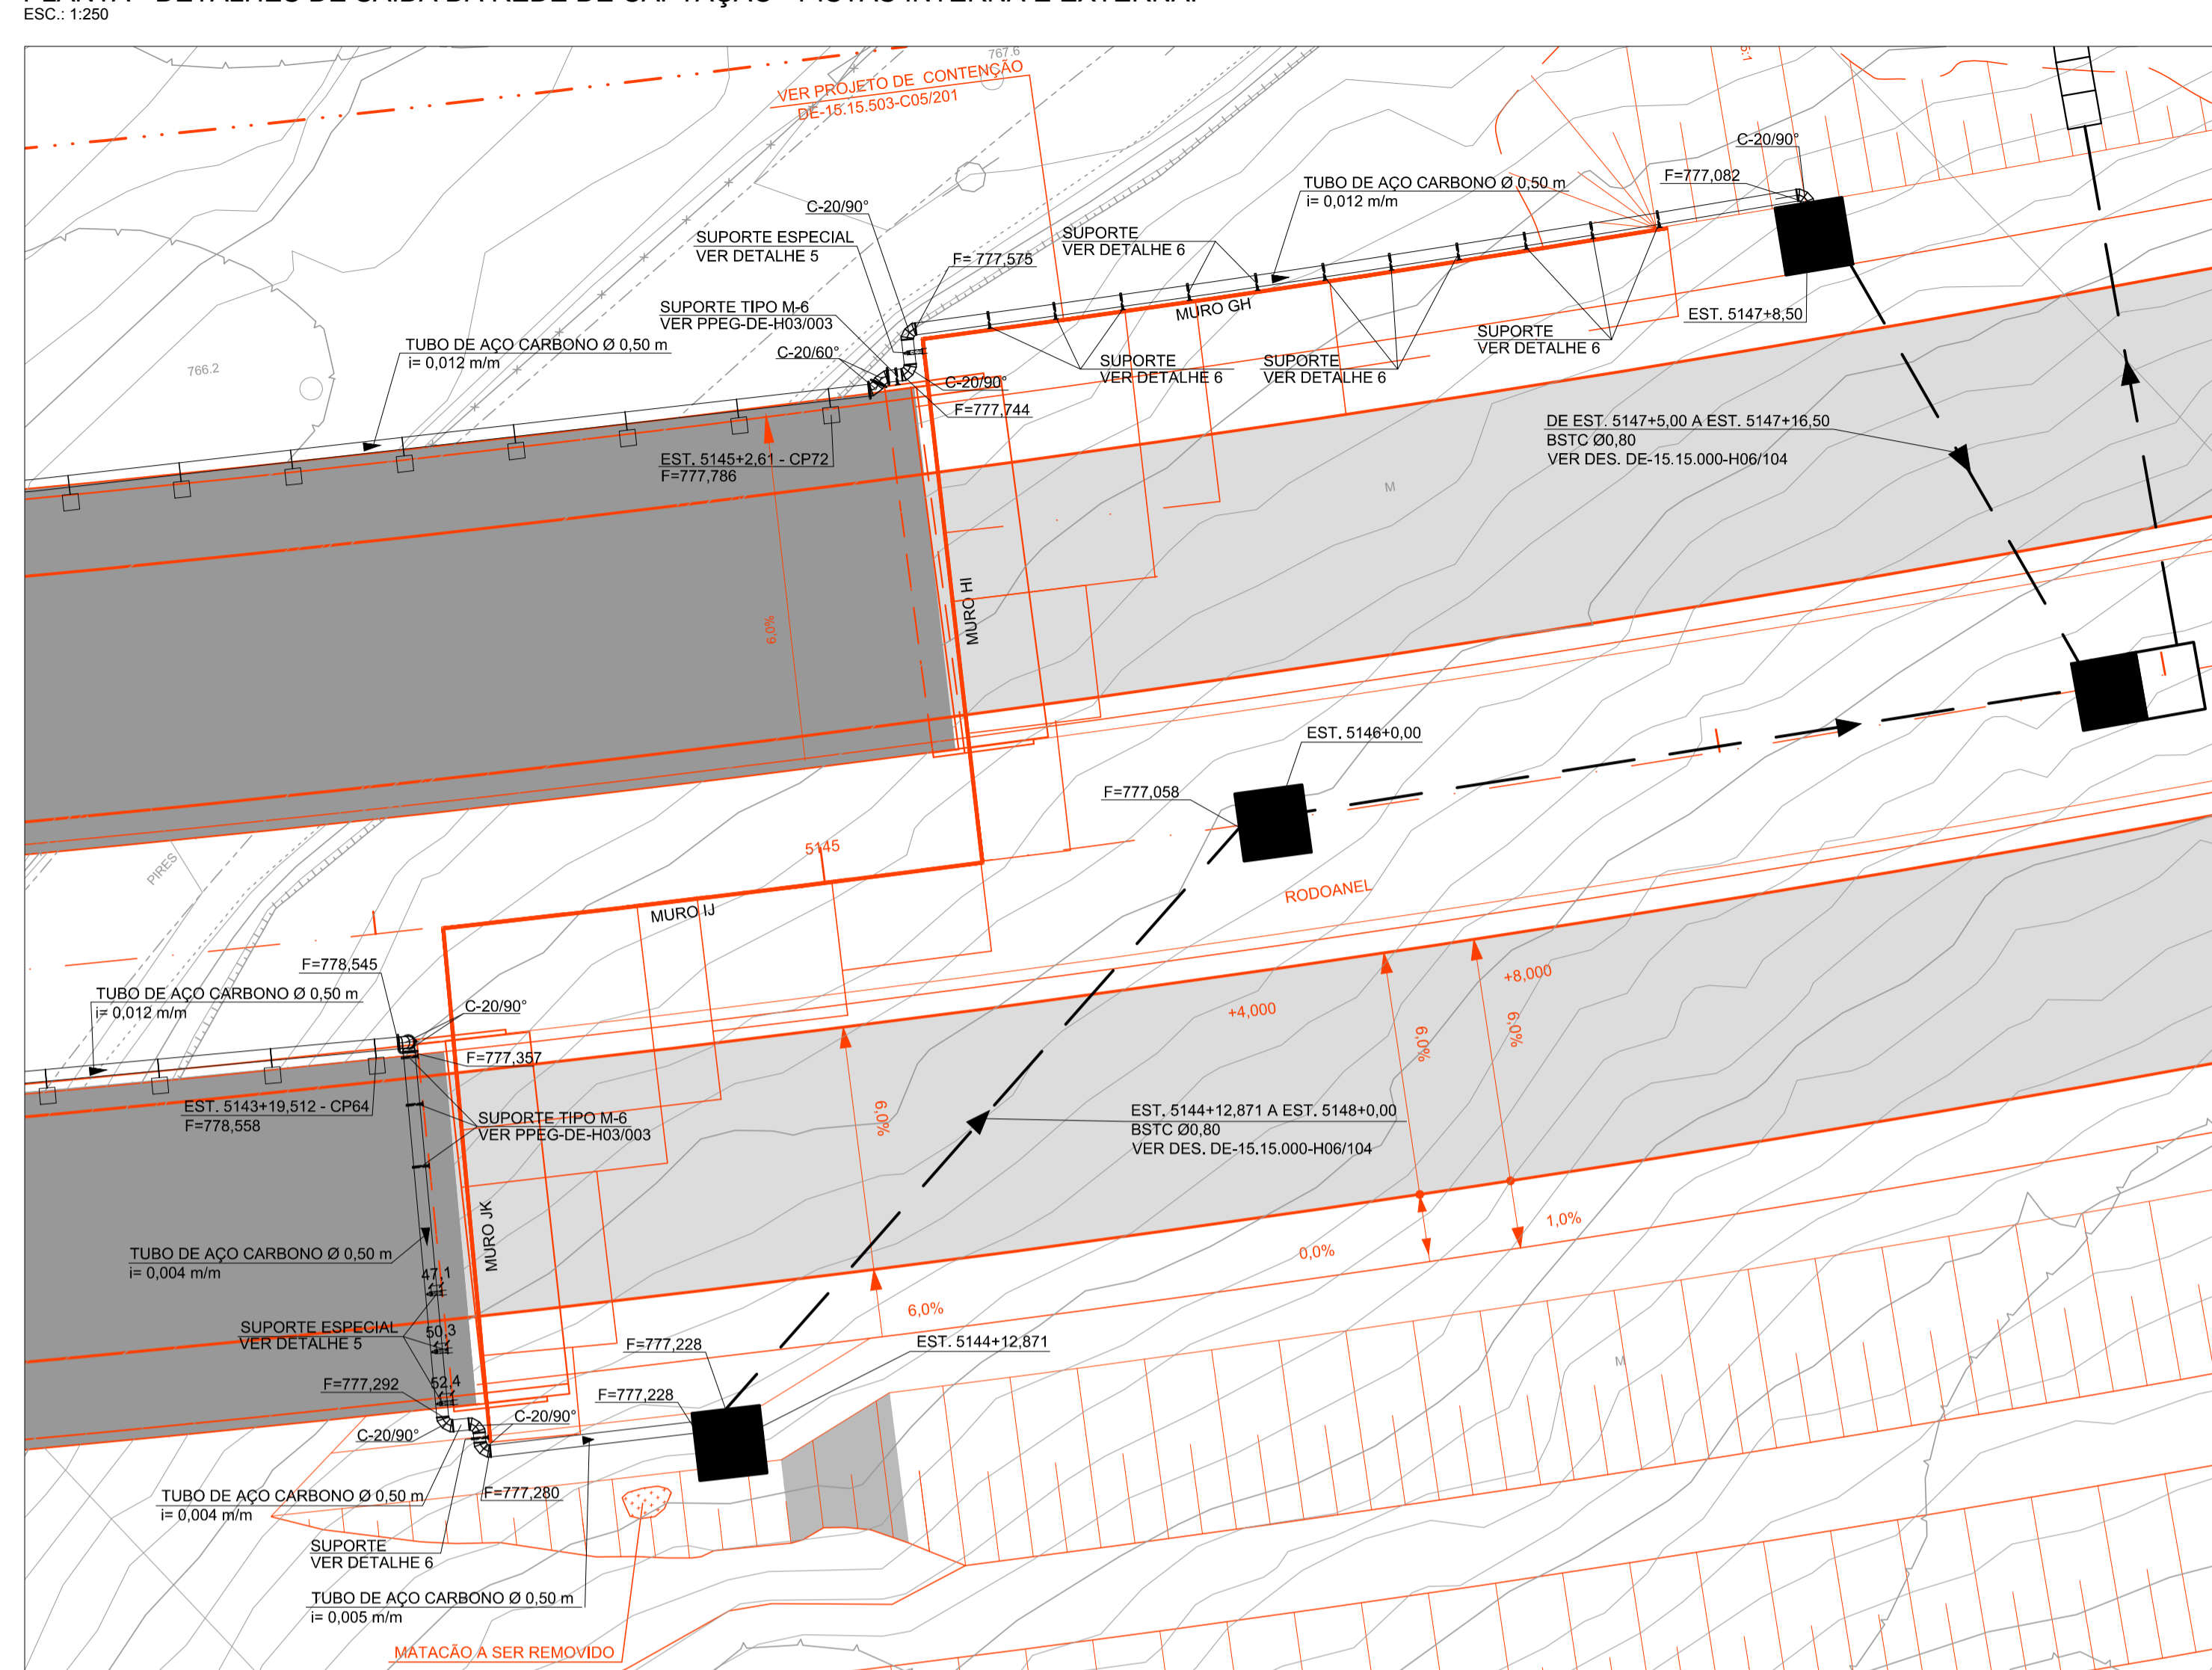 ESC.: 1:250
767.6
VER PROJETO DE CONTENÇÃO
DE-15.15.503-C05/201
5:1
C-20/90°
F=777,082
TUBO DE AÇO CARBONO Ø 0,50 m
i= 0,012 m/m
C-20/90°
SUPORTE ESPECIAL
VER DETALHE 5
SUPORTE
VER DETALHE 6
F= 777,575
SUPORTE TIPO M-6
VER PPEG-DE-H03/003
MURO GH
EST. 5147+8,50
TUBO DE AÇO CARBONO Ø 0,50 m
i= 0,012 m/m
766.2
C-20/60°
SUPORTE
VER DETALHE 6
SUPORTE
VER DETALHE 6
SUPORTE
VER DETALHE 6
C-20/90°
F=777,744
DE EST. 5147+5,00 A EST. 5147+16,50
BSTC Ø0,80
VER DES. DE-15.15.000-H06/104
EST. 5145+2,61 - CP72
F=777,786
M
6,0%
MURO HI
EST. 5146+0,00
F=777,058
5145
PIRES
RODOANEL
MURO IJ
F=778,545
TUBO DE AÇO CARBONO Ø 0,50 m
i= 0,012 m/m
C-20/90°
+8,000
+4,000
6,0%
6,0%
F=777,357
EST. 5143+19,512 - CP64
F=778,558
SUPORTE TIPO M-6
VER PPEG-DE-H03/003
6,0%
EST. 5144+12,871 A EST. 5148+0,00
BSTC Ø0,80
VER DES. DE-15.15.000-H06/104
MURO JK
1,0%
0,0%
TUBO DE AÇO CARBONO Ø 0,50 m
i= 0,004 m/m
47,1
6,0%
SUPORTE ESPECIAL
VER DETALHE 5
50,3
F=777,228
EST. 5144+12,871
M
52,4
F=777,292
F=777,228
C-20/90°
C-20/90°
TUBO DE AÇO CARBONO Ø 0,50 m
i= 0,004 m/m
F=777,280
SUPORTE
VER DETALHE 6
TUBO DE AÇO CARBONO Ø 0,50 m
i= 0,005 m/m
MATACÃO A SER REMOVIDO